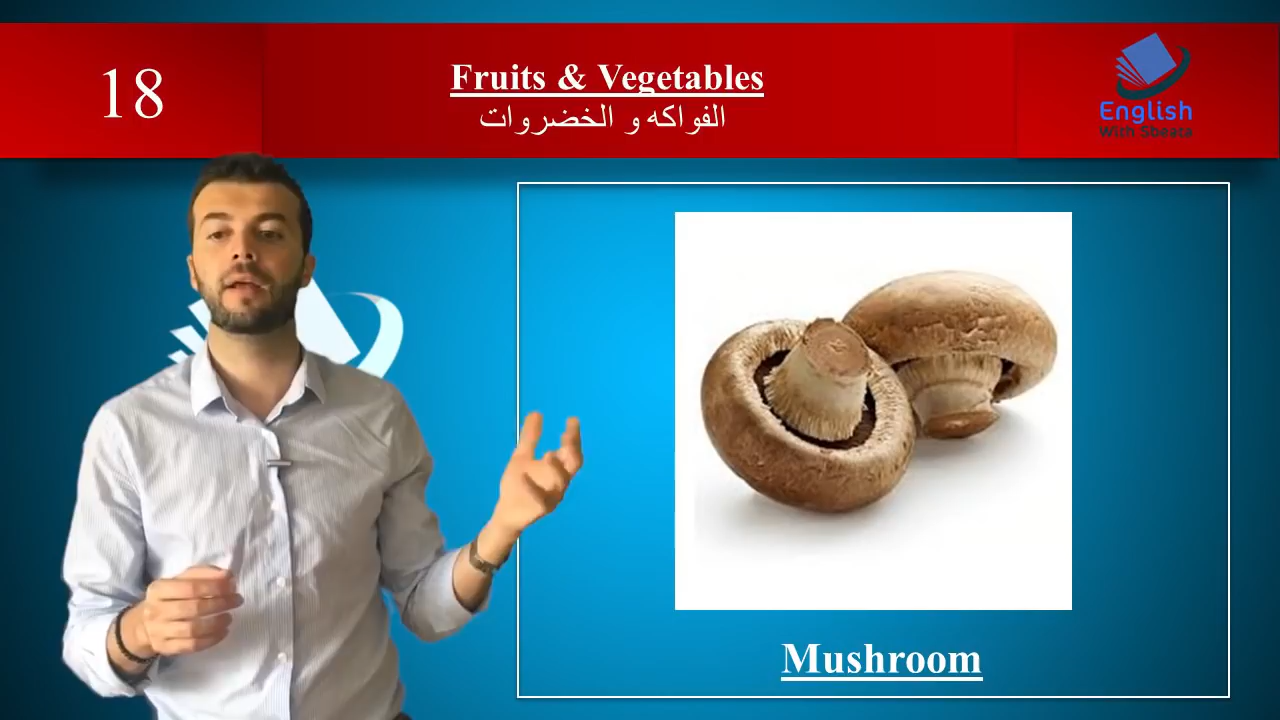 18
Fruits & Vegetables
الفواكه و الخضروات
English
With Sbeata
Mushroom